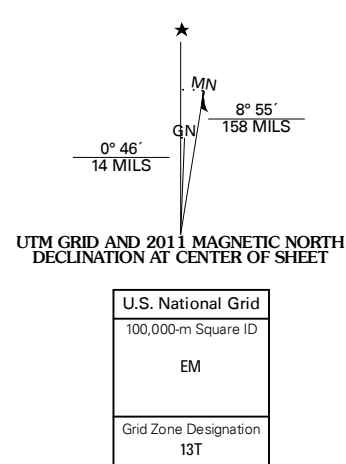 ★
MN
8° 55´
158 MILS
GN
0° 46´
14 MILS
UTM GRID AND 2011 MAGNETIC NORTH
DECLINATION AT CENTER OF SHEET
U.S. National Grid
100,000-m Square ID
EM
Grid Zone Designation
13T